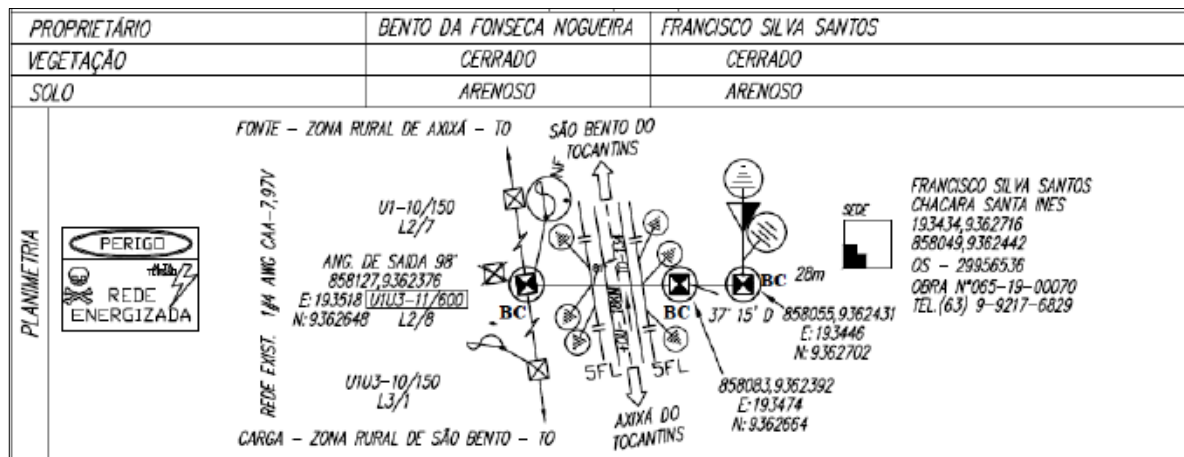 PROPRIETÁRIO BENTO DA FONSECA NOGUEIRA FRANCISCO SILVA SANTOS
VEGETAÇÃO CERRADO CERRADO
SOLO ARENOSO ARENOSO
PLANIMETRIA
PERIGO
REDE
ENERGIZADA
REDE EXIST. 1#4 AWG CAA-7,97V
FONTE - ZONA RURAL DE AXIXÁ - TO
SÃO BENTO DO
TOCANTINS
NF
U1-10/150
L2/7
ANG. DE SAIDA 98°
858127,9362376
E: 193518 U1U3-11/600
N: 9362648 L2/8
BC
U1U3-10/150
L3/1
CARGA - ZONA RURAL DE SÃO BENTO - TO
TO-134
5FL
5FL
AXIXÁ DO
TOCANTINS
BC
37° 15' D
BC
28m
858055,9362431
E: 193446
N: 9362702
858083,9362392
E: 193474
N: 9362664
SEDE
FRANCISCO SILVA SANTOS
CHACARA SANTA INES
193434,9362716
858049,9362442
OS - 29956536
OBRA N°065-19-00070
TEL.(63) 9-9217-6829